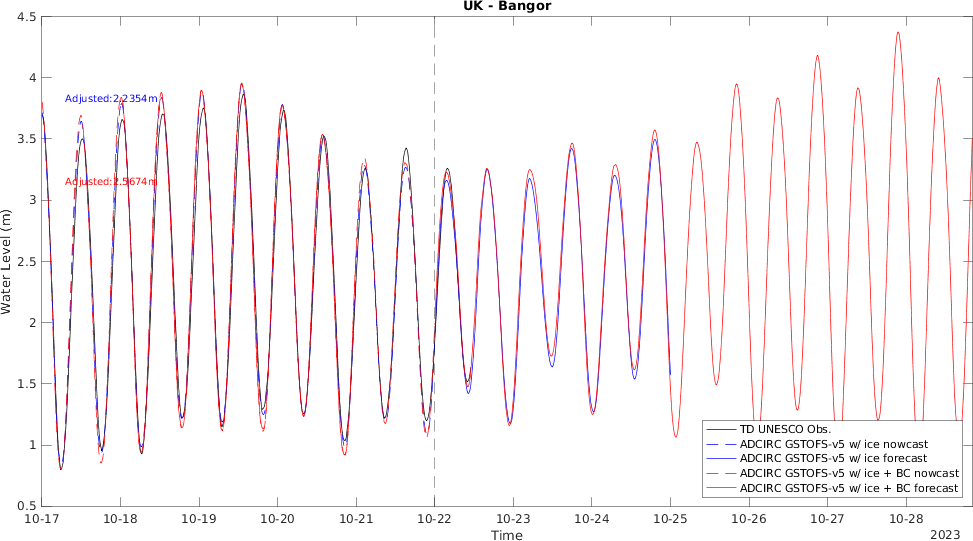 UK - Bangor
4.5
4
3.5
3
2.5
2
1.5
1
0.5
Water Level (m)
Adjusted:2.2354m
Adjusted:2.5674m
TD UNESCO Obs.
ADCIRC GSTOFS-v5 w/ ice nowcast
ADCIRC GSTOFS-v5 w/ ice forecast
ADCIRC GSTOFS-v5 w/ ice + BC nowcast
ADCIRC GSTOFS-v5 w/ ice + BC forecast
10-17 10-18 10-19 10-20 10-21 10-22 10-23 10-24 10-25 10-26 10-27 10-28
Time
2023